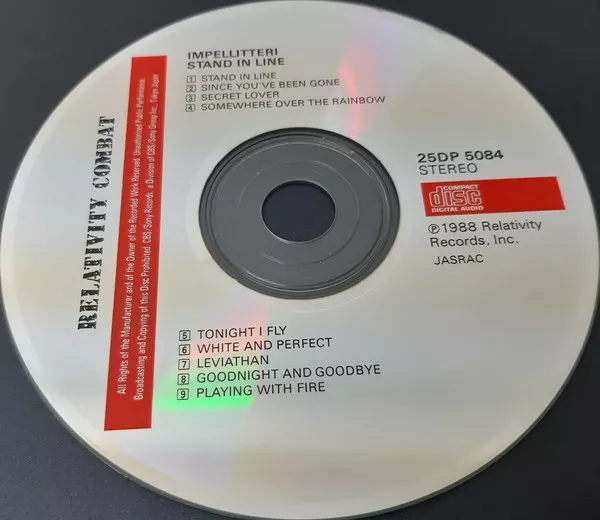 IMPELLITTERI
STAND IN LINE
1 STAND IN LINE
2 SINCE YOU'VE BEEN GONE
3 SECRET LOVER
4 SOMEWHERE OVER THE RAINBOW
25DP 5084
STEREO
COMPACT
disc
DIGITAL AUDIO
℗1988 Relativity
Records, Inc.
JASRAC
5 TONIGHT I FLY
6 WHITE AND PERFECT
7 LEVIATHAN
8 GOODNIGHT AND GOODBYE
9 PLAYING WITH FIRE
RELATIVITY COMBAT
All Rights of the Manufacturer and of the Owner of the Recorded Work Reserved. Unauthorised Public Performance,
Broadcasting and Copying of this Disc Prohibited. CBS/Sony Records, a Division of CBS/Sony Group Inc. Tokyo Japan